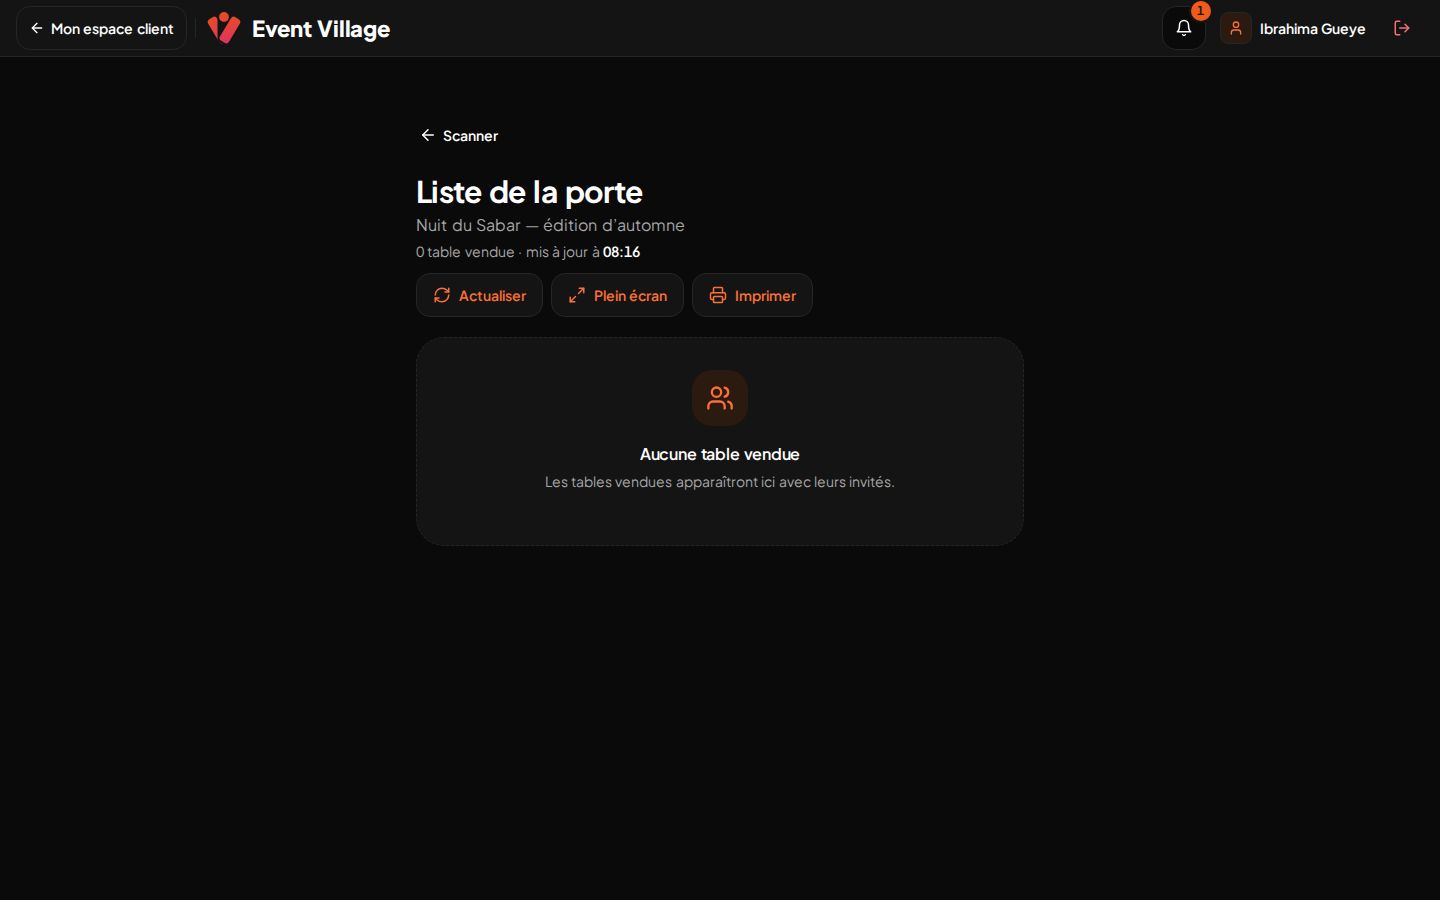 Mon espace client
Event Village
1
Ibrahima Gueye
Scanner
Liste de la porte
Nuit du Sabar — édition d’automne
0 table vendue · mis à jour à 08:16
Actualiser
Plein écran
Imprimer
Aucune table vendue
Les tables vendues apparaîtront ici avec leurs invités.